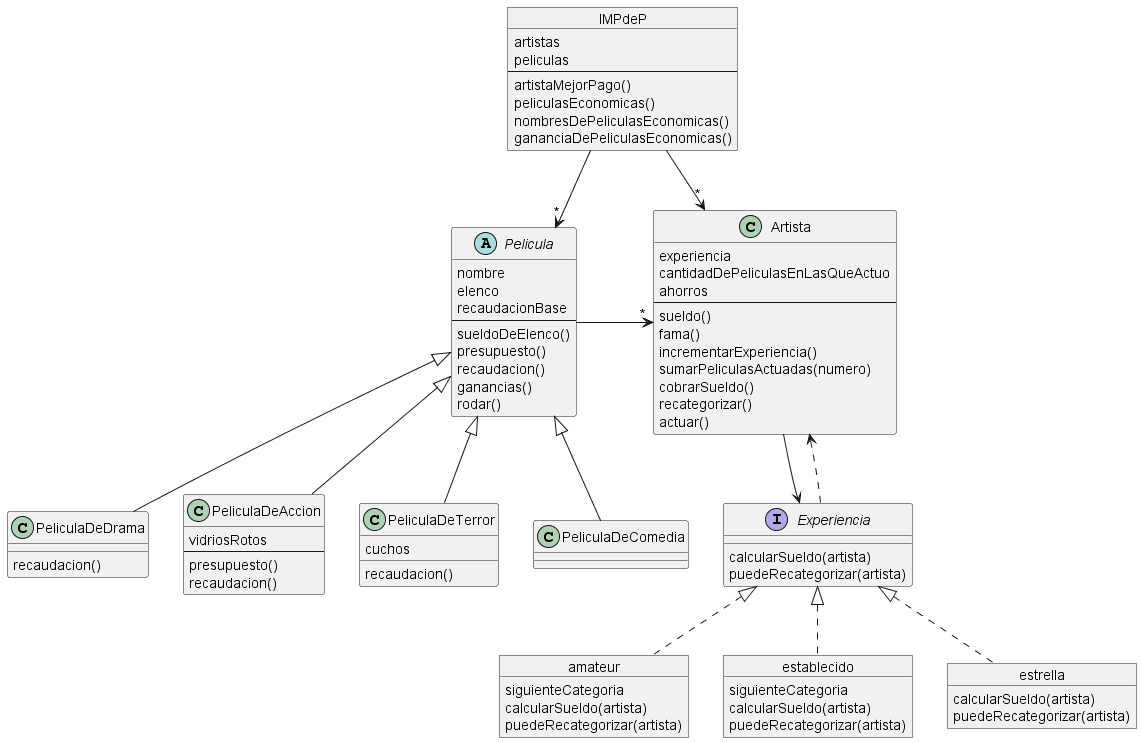 IMPdeP
artistas
peliculas
artistaMejorPago()
peliculasEconomicas()
nombresDePeliculasEconomicas()
gananciaDePeliculasEconomicas()
*
*
A Pelicula
nombre
elenco
recaudacionBase
sueldoDeElenco()
presupuesto()
recaudacion()
ganancias()
rodar()
*
C Artista
experiencia
cantidadDePeliculasEnLasQueActuo
ahorros
sueldo()
fama()
incrementarExperiencia()
sumarPeliculasActuadas(numero)
cobrarSueldo()
recategorizar()
actuar()
C PeliculaDeDrama
recaudacion()
C PeliculaDeAccion
vidriosRotos
presupuesto()
recaudacion()
C PeliculaDeTerror
cuchos
recaudacion()
C PeliculaDeComedia
I Experiencia
calcularSueldo(artista)
puedeRecategorizar(artista)
amateur
siguienteCategoria
calcularSueldo(artista)
puedeRecategorizar(artista)
establecido
siguienteCategoria
calcularSueldo(artista)
puedeRecategorizar(artista)
estrella
calcularSueldo(artista)
puedeRecategorizar(artista)